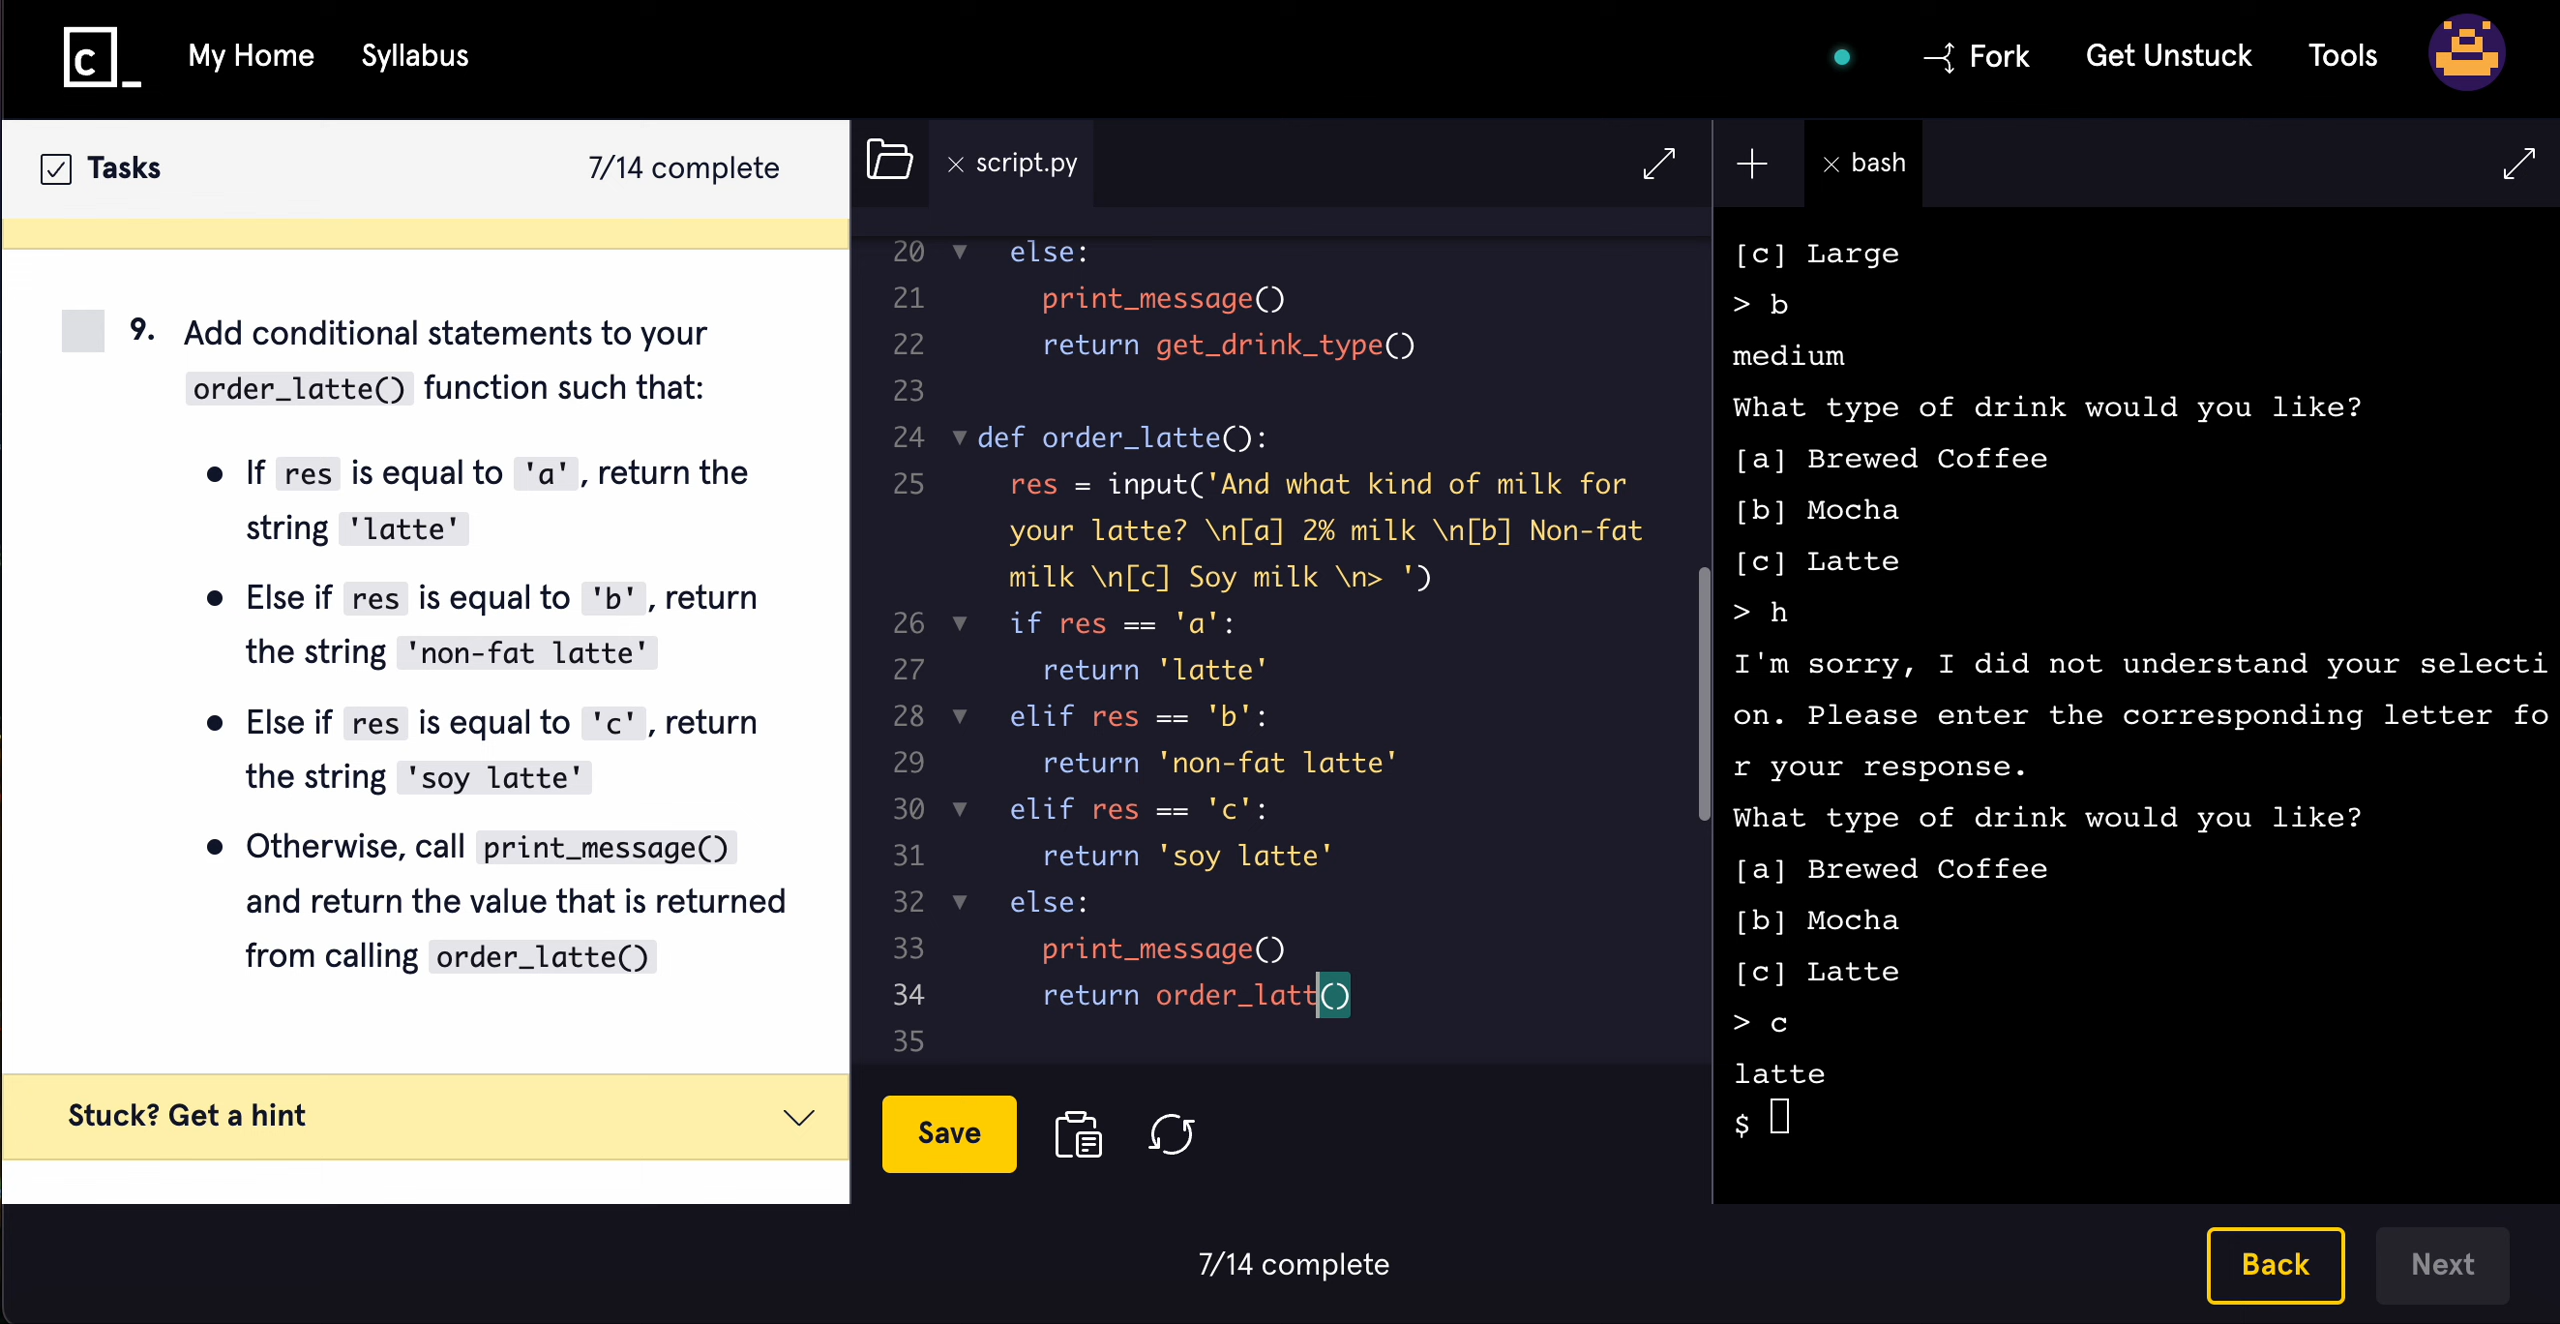 C_
My Home
Syllabus
Fork
Get Unstuck
Tools
Tasks
7/14 complete
9. Add conditional statements to your
order_latte() function such that:
If res is equal to 'a', return the
string 'latte'
Else if res is equal to 'b', return
the string 'non-fat latte'
Else if res is equal to 'c', return
the string 'soy latte'
Otherwise, call print_message()
and return the value that is returned
from calling order_latte()
Stuck? Get a hint
script.py
20 else:
21 print_message()
22 return get_drink_type()
23
24 def order_latte():
25 res = input('And what kind of milk for
your latte? \n[a] 2% milk \n[b] Non-fat
milk \n[c] Soy milk \n> ')
26 if res == 'a':
27 return 'latte'
28 elif res == 'b':
29 return 'non-fat latte'
30 elif res == 'c':
31 return 'soy latte'
32 else:
33 print_message()
34 return order_latt()
35
Save
bash
[c] Large
> b
medium
What type of drink would you like?
[a] Brewed Coffee
[b] Mocha
[c] Latte
> h
I'm sorry, I did not understand your selecti
on. Please enter the corresponding letter fo
r your response.
What type of drink would you like?
[a] Brewed Coffee
[b] Mocha
[c] Latte
> c
latte
$
7/14 complete
Back
Next